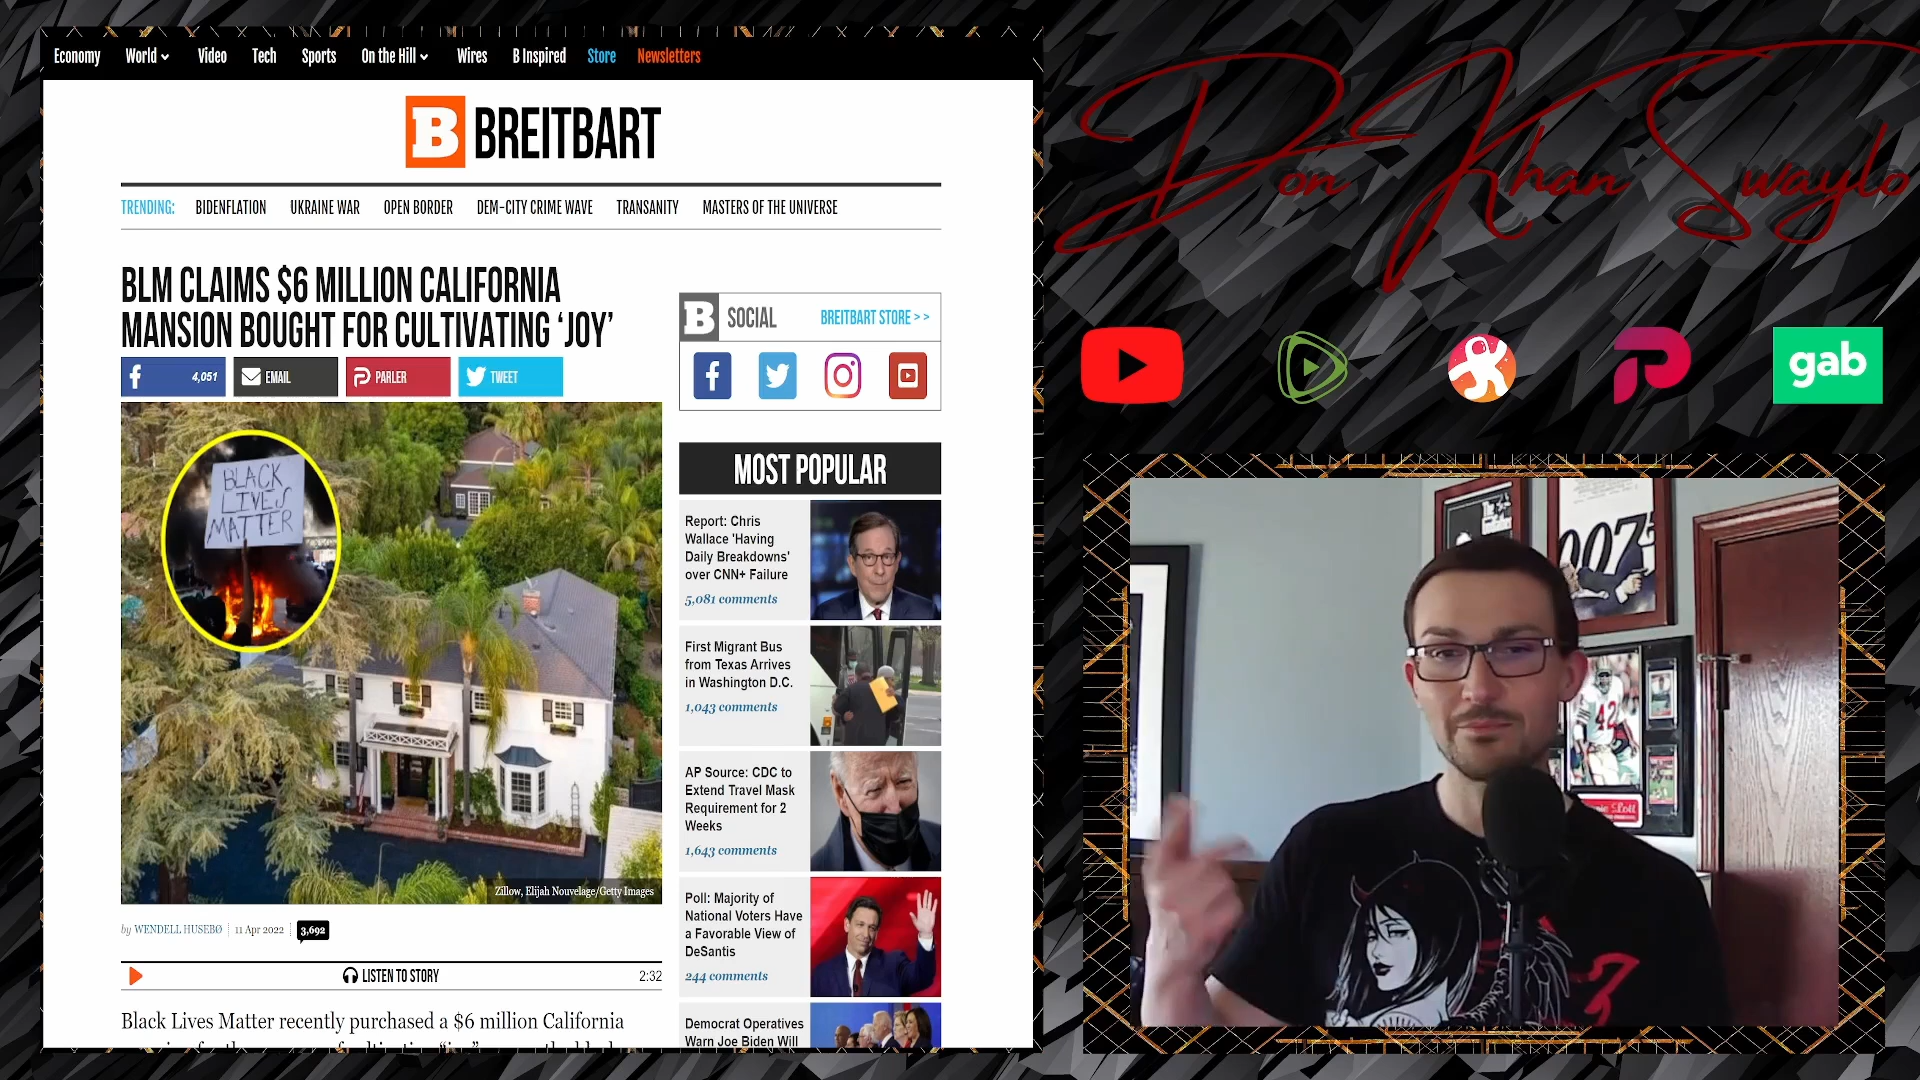 Economy World Video Tech Sports On the Hill Wires B Inspired Store Newsletters
B BREITBART
TRENDING: BIDENFLATION UKRAINE WAR OPEN BORDER DEM-CITY CRIME WAVE TRANSANITY MASTERS OF THE UNIVERSE
BLM CLAIMS $6 MILLION CALIFORNIA
MANSION BOUGHT FOR CULTIVATING ‘JOY’
4,051 EMAIL PARLER TWEET
BLACK
LIVES
MATTER
Zillow, Elijah Nouvelage/Getty Images
by WENDELL HUSEBØ 11 Apr 2022 3,692
LISTEN TO STORY 2:32
Black Lives Matter recently purchased a $6 million California
B SOCIAL BREITBART STORE >>
MOST POPULAR
Report: Chris
Wallace 'Having
Daily Breakdowns'
over CNN+ Failure
5,081 comments
First Migrant Bus
from Texas Arrives
in Washington D.C.
1,043 comments
AP Source: CDC to
Extend Travel Mask
Requirement for 2
Weeks
1,643 comments
Poll: Majority of
National Voters Have
a Favorable View of
DeSantis
244 comments
Democrat Operatives
Warn Joe Biden Will
Don Khan Swaylo
gab
007
42